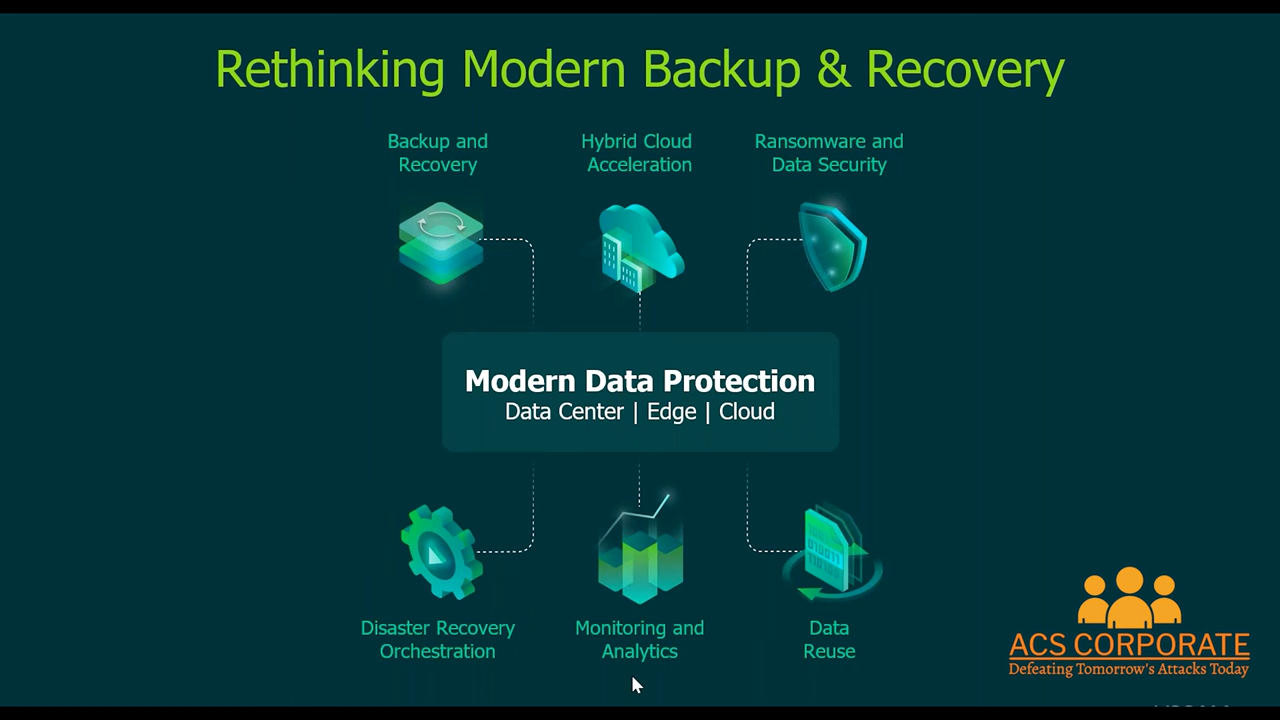 Rethinking Modern Backup & Recovery
Backup and
Recovery
Hybrid Cloud
Acceleration
Ransomware and
Data Security
Modern Data Protection
Data Center | Edge | Cloud
Disaster Recovery
Orchestration
Monitoring and
Analytics
Data
Reuse
ACS CORPORATE
Defeating Tomorrow's Attacks Today